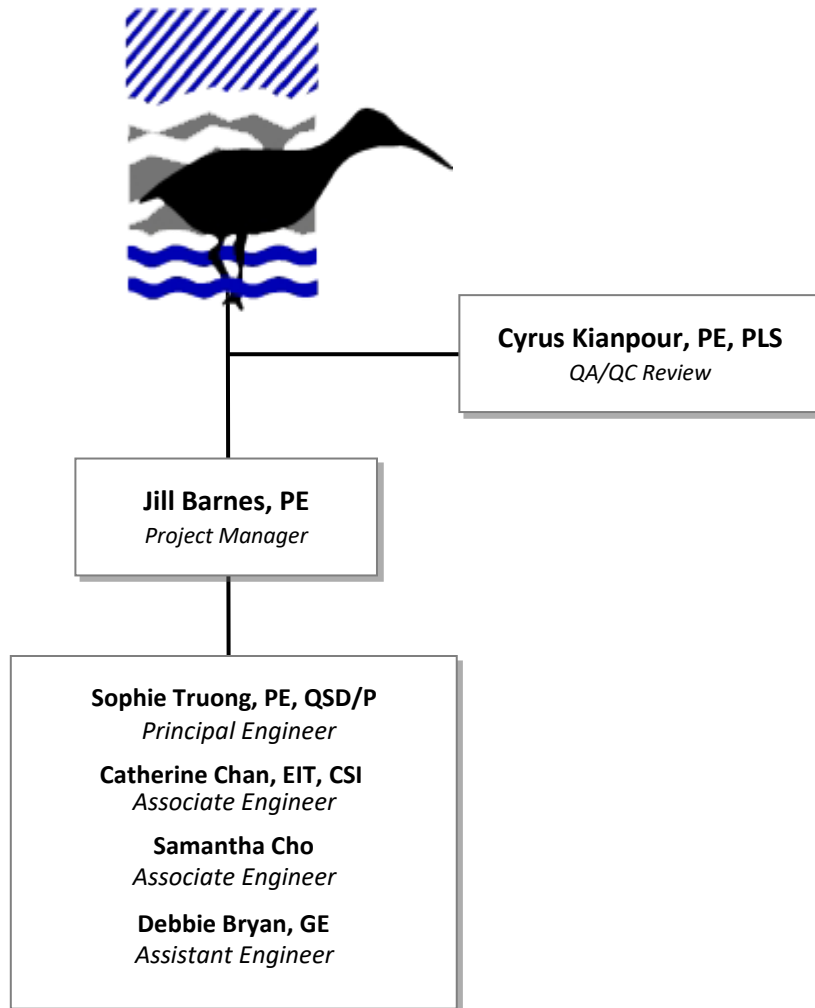 Cyrus Kianpour, PE, PLS
QA/QC Review
Jill Barnes, PE
Project Manager
Sophie Truong, PE, QSD/P
Principal Engineer
Catherine Chan, EIT, CSI
Associate Engineer
Samantha Cho
Associate Engineer
Debbie Bryan, GE
Assistant Engineer